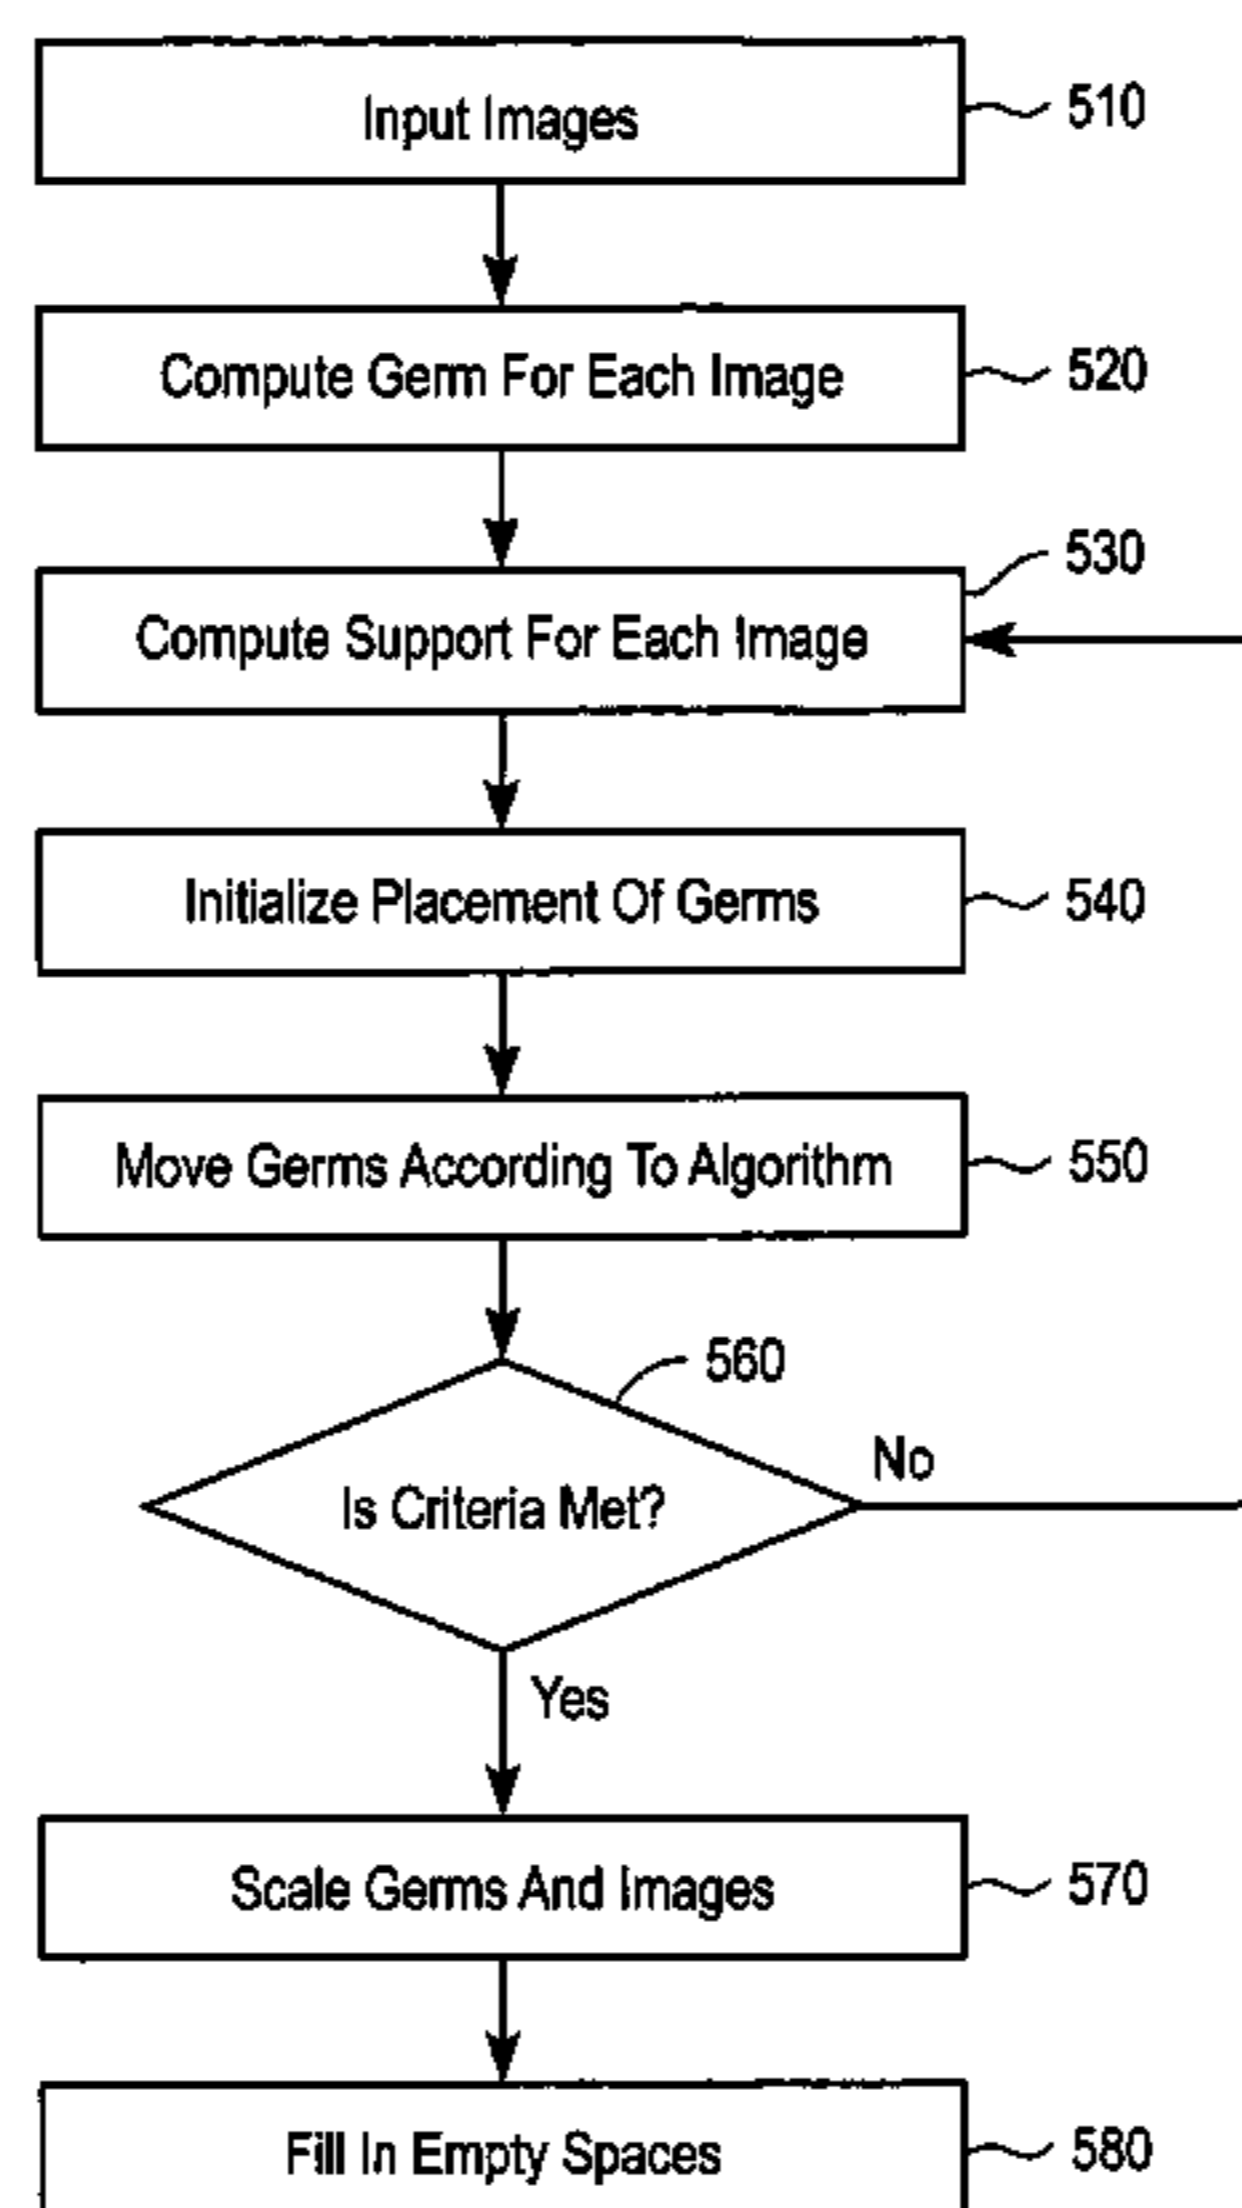 Input Images
510
Compute Germ For Each Image
520
530
Compute Support For Each Image
Initialize Placement Of Germs
540
Move Germs According To Algorithm
550
560
No
Is Criteria Met?
Yes
Scale Germs And Images
570
Fill In Empty Spaces
580